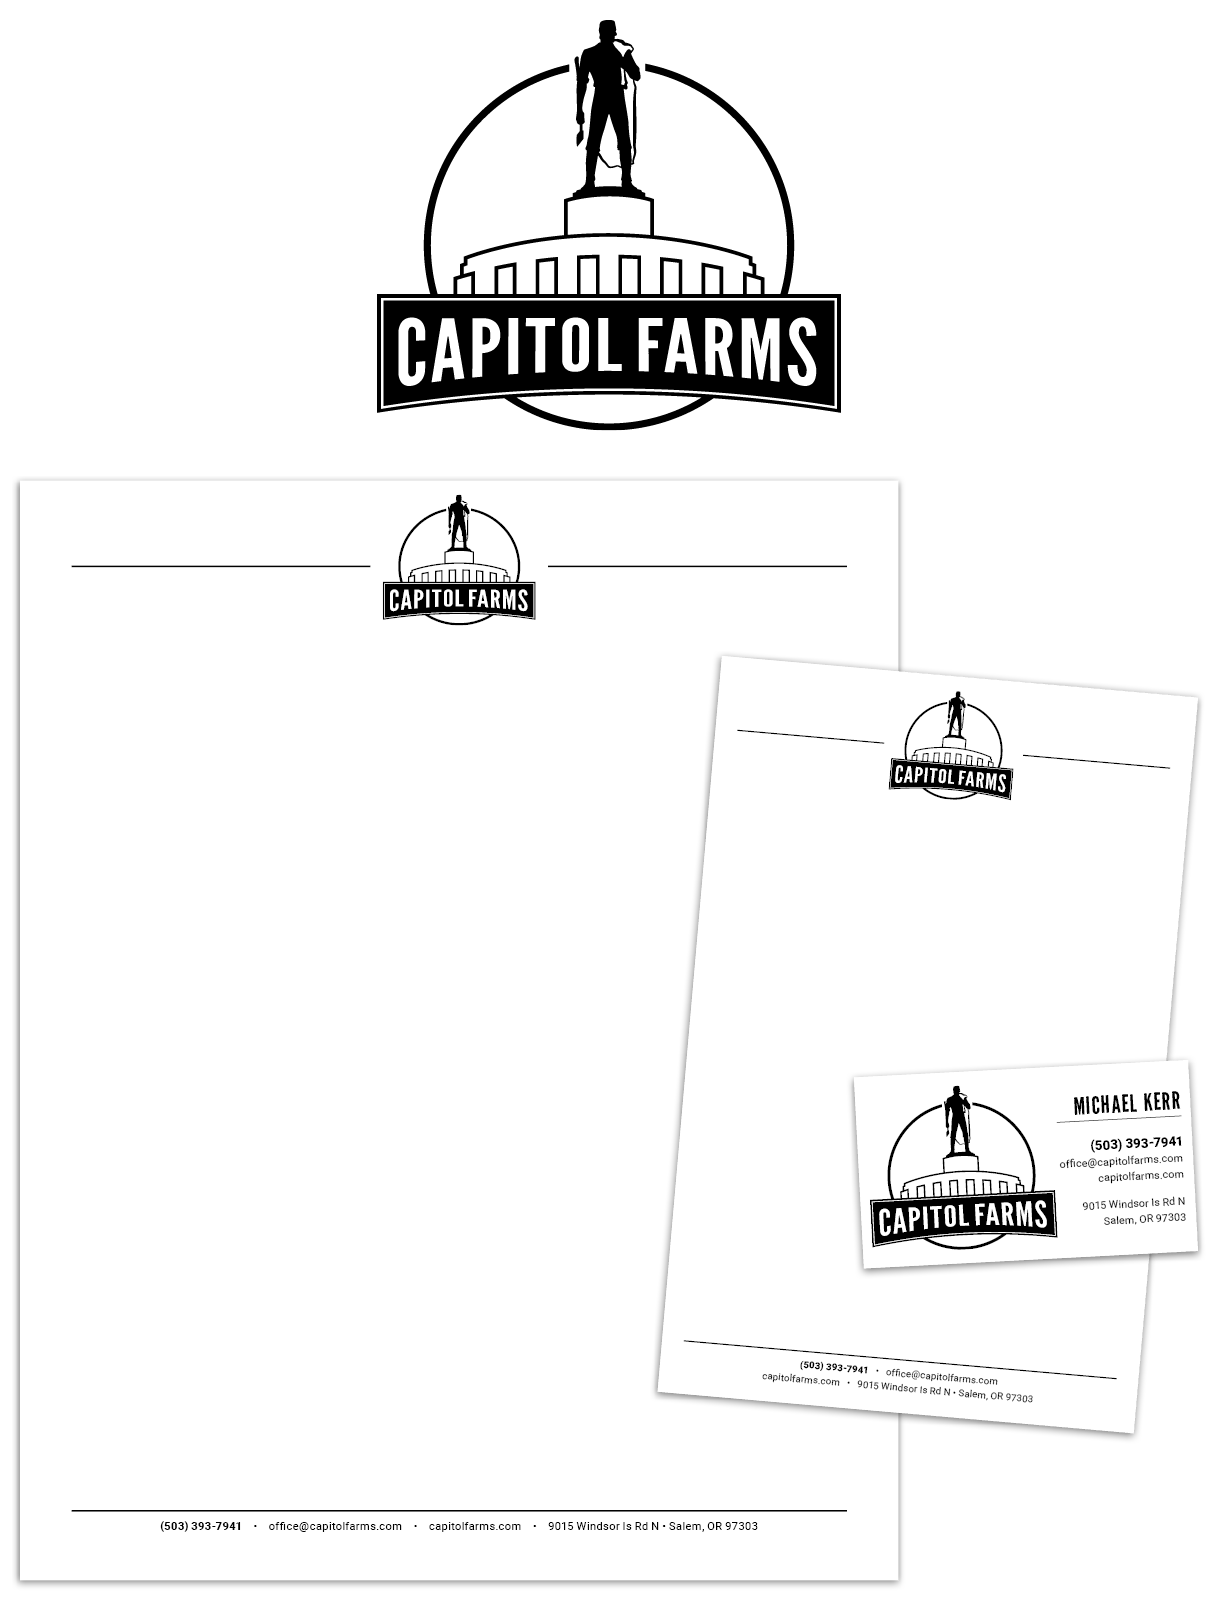 CAPITOL FARMS
CAPITOL FARMS
CAPITOL FARMS
CAPITOL FARMS
MICHAEL KERR
(503) 393-7941
office@capitolfarms.com
capitolfarms.com
9015 Windsor Is Rd N
Salem, OR 97303
(503) 393-7941 • office@capitolfarms.com
capitolfarms.com • 9015 Windsor Is Rd N • Salem, OR 97303
(503) 393-7941 • office@capitolfarms.com • capitolfarms.com • 9015 Windsor Is Rd N • Salem, OR 97303